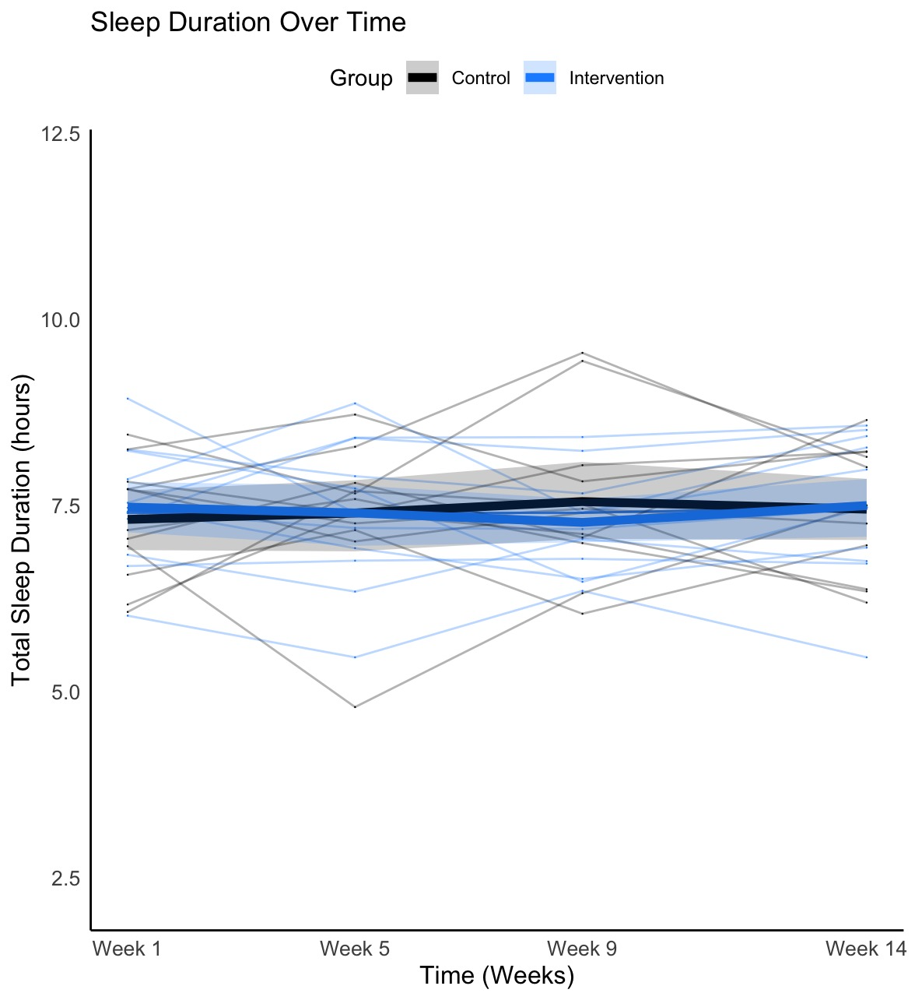 Sleep Duration Over Time
Group Control Intervention
12.5
10.0
7.5
5.0
2.5
Total Sleep Duration (hours)
Week 1 Week 5 Week 9 Week 14
Time (Weeks)